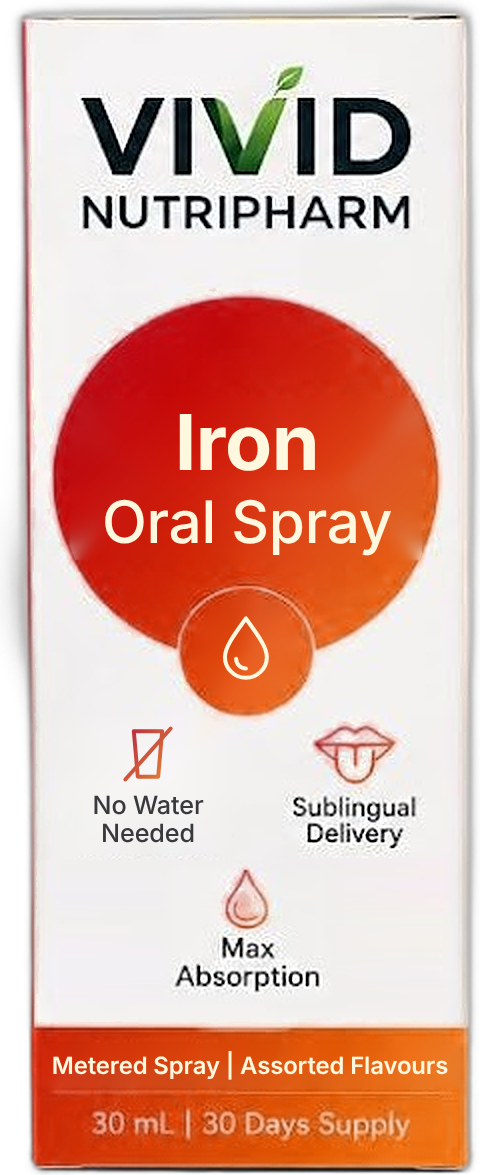 VIVID
NUTRIPHARM
Iron
Oral Spray
No Water
Needed
Sublingual
Delivery
Max
Absorption
Metered Spray | Assorted Flavours
30 mL | 30 Days Supply